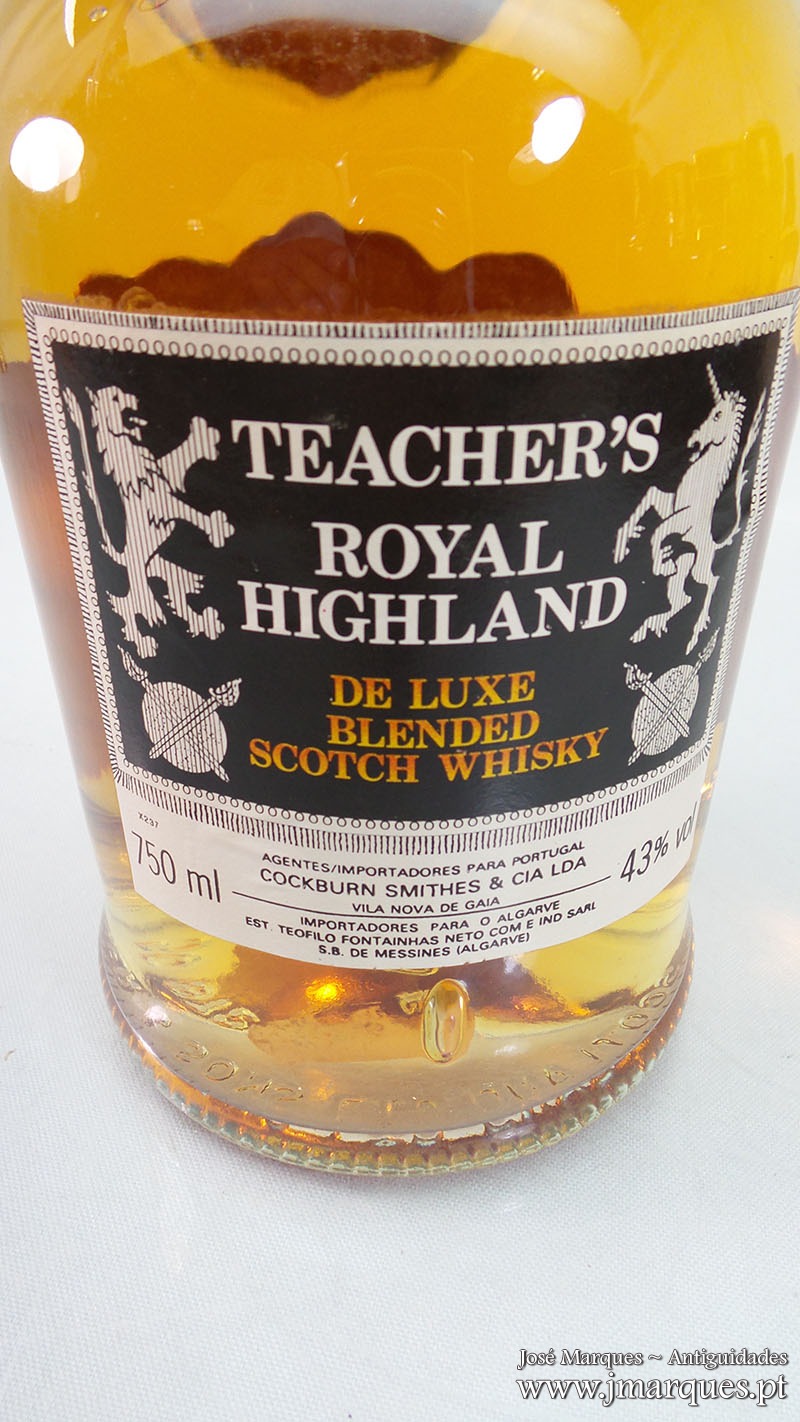 TEACHER'S
ROYAL
HIGHLAND
DE LUXE
BLENDED
SCOTCH WHISKY
X237
750 ml
AGENTES/IMPORTADORES PARA PORTUGAL
COCKBURN SMITHES & CIA LDA
VILA NOVA DE GAIA
43% vol
IMPORTADORES PARA O ALGARVE
EST. TEOFILO FONTAINHAS NETO COM E IND SARL
S.B. DE MESSINES (ALGARVE)
José Marques ~ Antiguidades
www.jmarques.pt